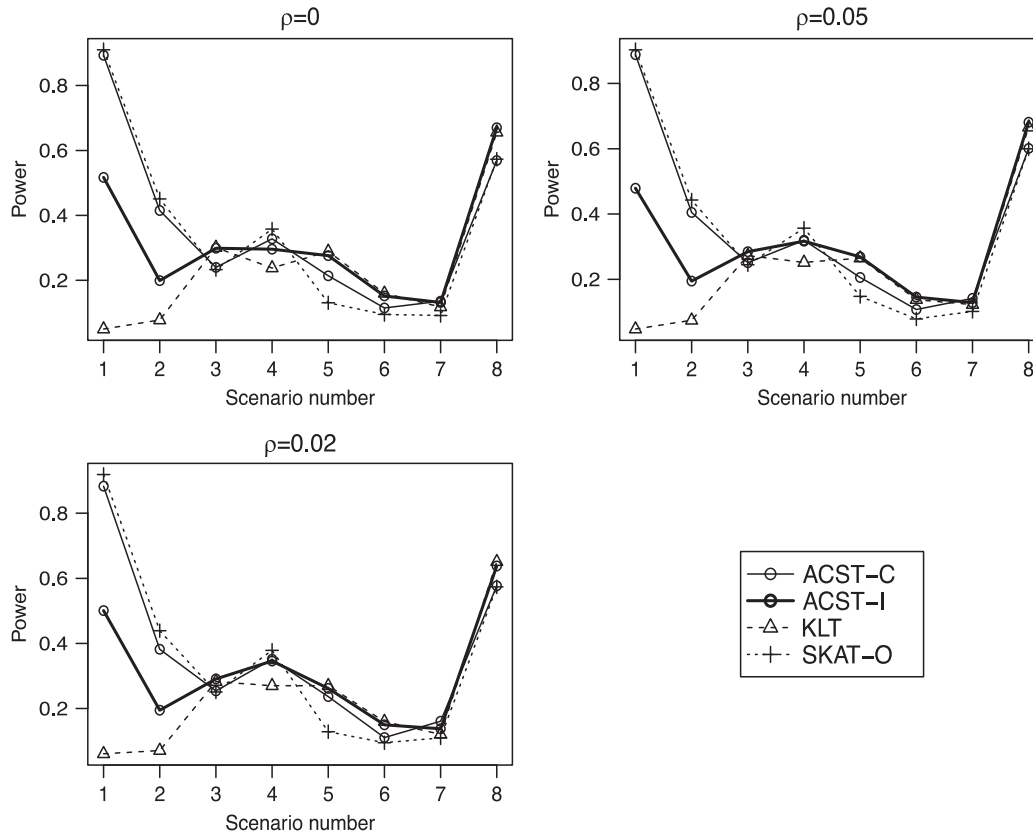 ρ=0
Power
0.8
0.6
0.4
0.2
1 2 3 4 5 6 7 8
Scenario number
ρ=0.05
Power
0.8
0.6
0.4
0.2
1 2 3 4 5 6 7 8
Scenario number
ρ=0.02
Power
0.8
0.6
0.4
0.2
1 2 3 4 5 6 7 8
Scenario number
ACST−C
ACST−I
KLT
SKAT−O